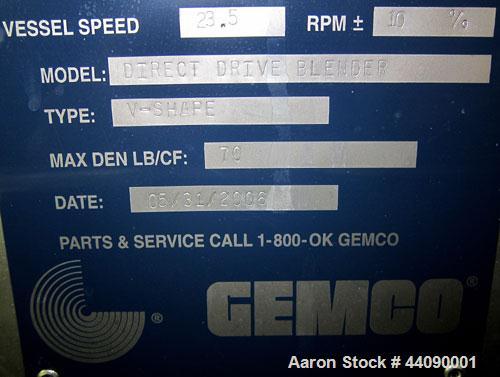 VESSEL SPEED 23.5 RPM ± 10 %
MODEL: DIRECT DRIVE BLENDER
TYPE: V-SHAPE
MAX DEN LB/CF: 70
DATE: 05/31/2006
PARTS & SERVICE CALL 1-800-OK GEMCO
® GEMCO®
Aaron Stock # 44090001